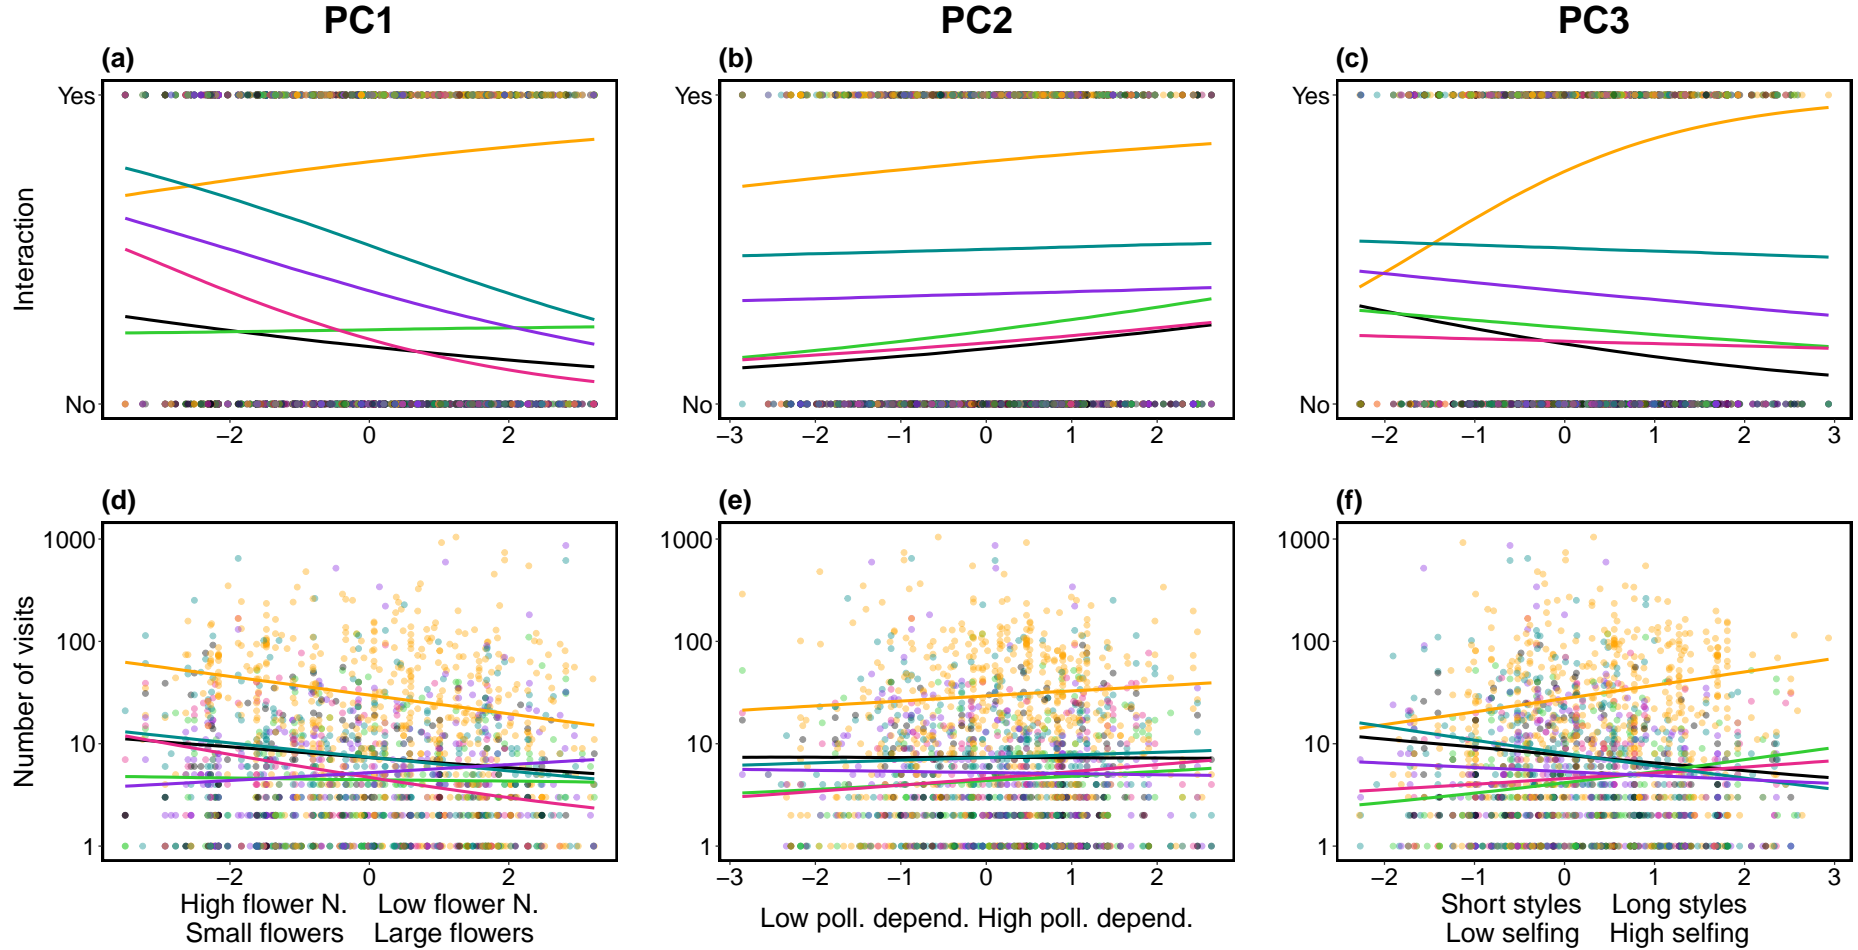 PC1 PC2 PC3
(a) (b) (c)
Interaction
Yes Yes Yes
No No No
−2 0 2
−3 −2 −1 0 1 2
−2 −1 0 1 2 3
(d) (e) (f)
Number of visits
1000 1000 1000
100 100 100
10 10 10
1 1 1
−2 0 2
−3 −2 −1 0 1 2
−2 −1 0 1 2 3
High flower N. Low flower N.
Small flowers Large flowers
Low poll. depend. High poll. depend.
Short styles Long styles
Low selfing High selfing